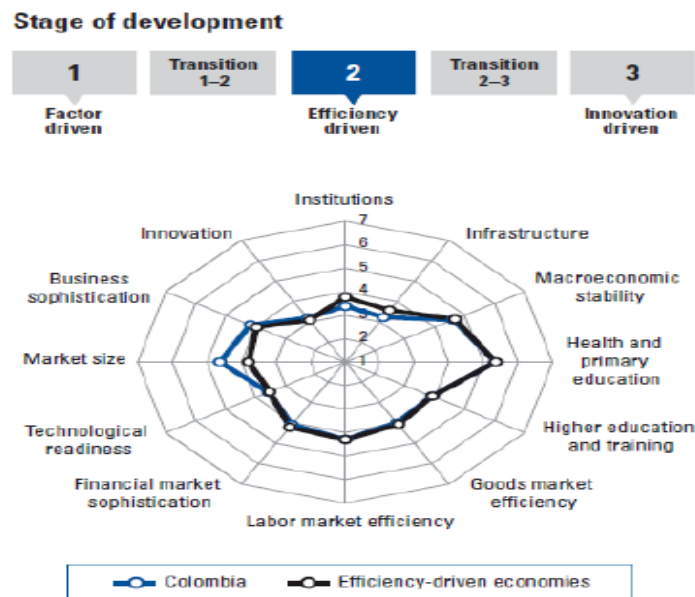 Stage of development
1
Transition
1–2
2
Transition
2–3
3
Factor
driven
Efficiency
driven
Innovation
driven
Institutions
7
Innovation
6
Infrastructure
5
Business
sophistication
4
Macroeconomic
stability
3
2
Market size
1
Health and
primary
education
Technological
readiness
Higher education
and training
Financial market
sophistication
Goods market
efficiency
Labor market efficiency
Colombia
Efficiency-driven economies